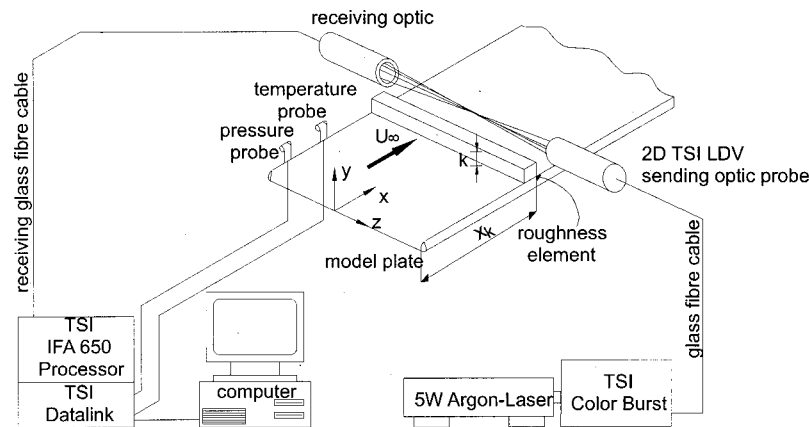 receiving optic
temperature
probe
pressure
probe
U∞
k
2D TSI LDV
sending optic probe
y
x
z
xk
roughness
element
model plate
receiving glass fibre cable
glass fibre cable
TSI
IFA 650
Processor
TSI
Datalink
computer
5W Argon-Laser
TSI
Color Burst